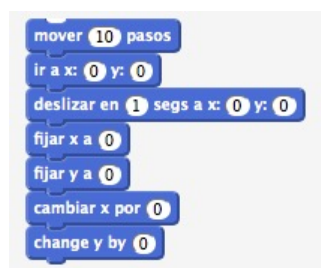 mover 10 pasos
ir a x: 0 y: 0
deslizar en 1 segs a x: 0 y: 0
fijar x a 0
fijar y a 0
cambiar x por 0
change y by 0